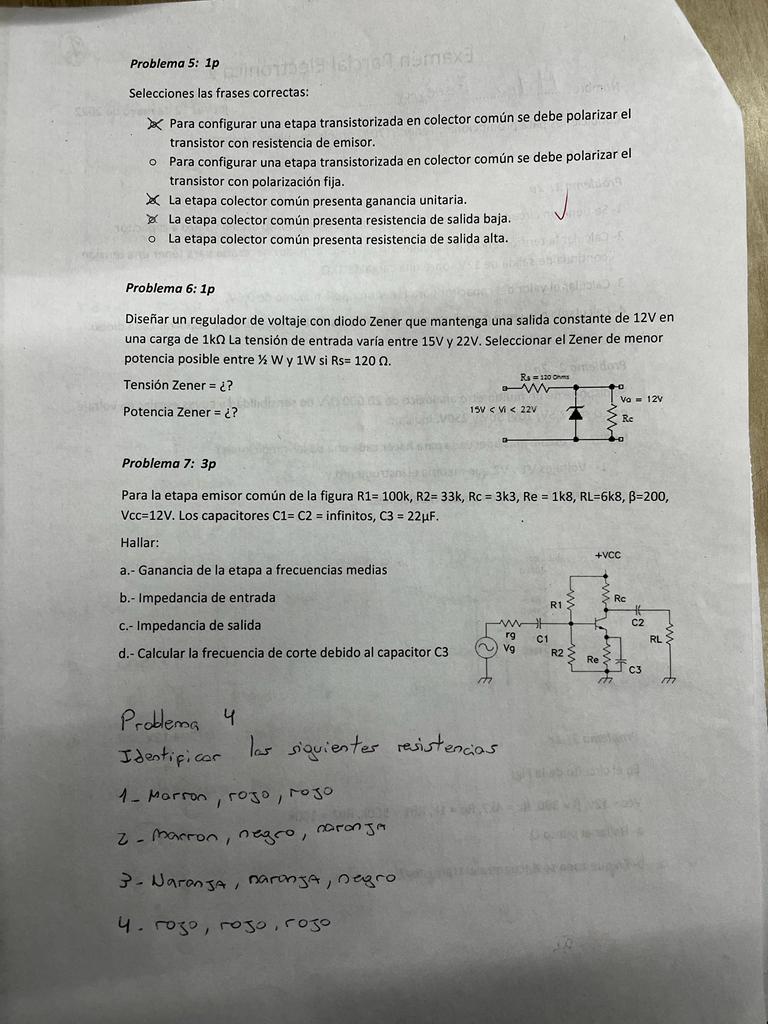 Problema 5: 1p
Selecciones las frases correctas:
Para configurar una etapa transistorizada en colector común se debe polarizar el
transistor con resistencia de emisor.
Para configurar una etapa transistorizada en colector común se debe polarizar el
transistor con polarización fija.
La etapa colector común presenta ganancia unitaria.
La etapa colector común presenta resistencia de salida baja.
La etapa colector común presenta resistencia de salida alta.
Problema 6: 1p
Diseñar un regulador de voltaje con diodo Zener que mantenga una salida constante de 12V en
una carga de 1kΩ La tensión de entrada varía entre 15V y 22V. Seleccionar el Zener de menor
potencia posible entre ½ W y 1W si Rs= 120 Ω.
Tensión Zener = ¿?
Potencia Zener = ¿?
Rs = 120 Ohms
15V < Vi < 22V
Vo = 12V
Rc
Problema 7: 3p
Para la etapa emisor común de la figura R1= 100k, R2= 33k, Rc = 3k3, Re = 1k8, RL=6k8, β=200,
Vcc=12V. Los capacitores C1= C2 = infinitos, C3 = 22µF.
Hallar:
a.- Ganancia de la etapa a frecuencias medias
b.- Impedancia de entrada
c.- Impedancia de salida
d.- Calcular la frecuencia de corte debido al capacitor C3
+VCC
R1
Rc
C2
rg
Vg
C1
R2
Re
RL
C3
Problema 4
Identificar las siguientes resistencias
1- Marron, rojo, rojo
2 - Marron, negro, naranja
3- Naranja, naranja, negro
4. rojo, rojo, rojo